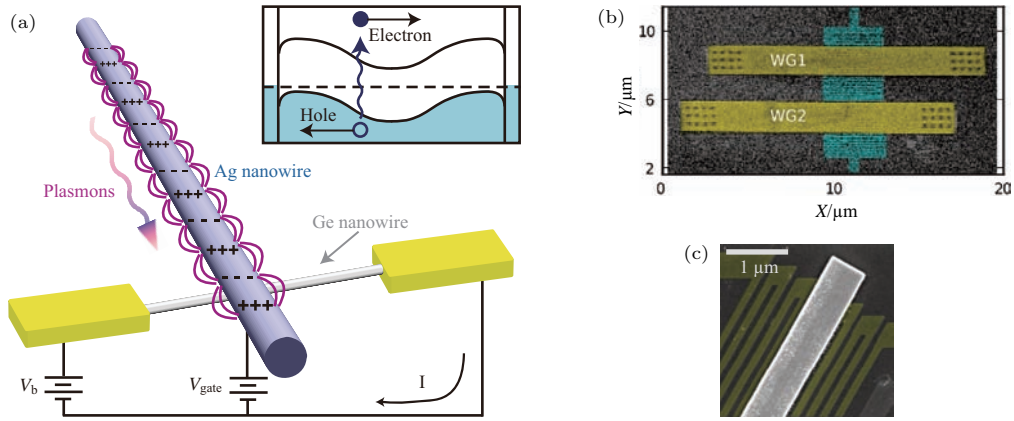 (a)
Electron
Hole
Plasmons
Ag nanowire
Ge nanowire
V_b
V_gate
I
(b)
WG1
WG2
Y/μm
10
6
2
0
10
20
X/μm
(c)
1 μm